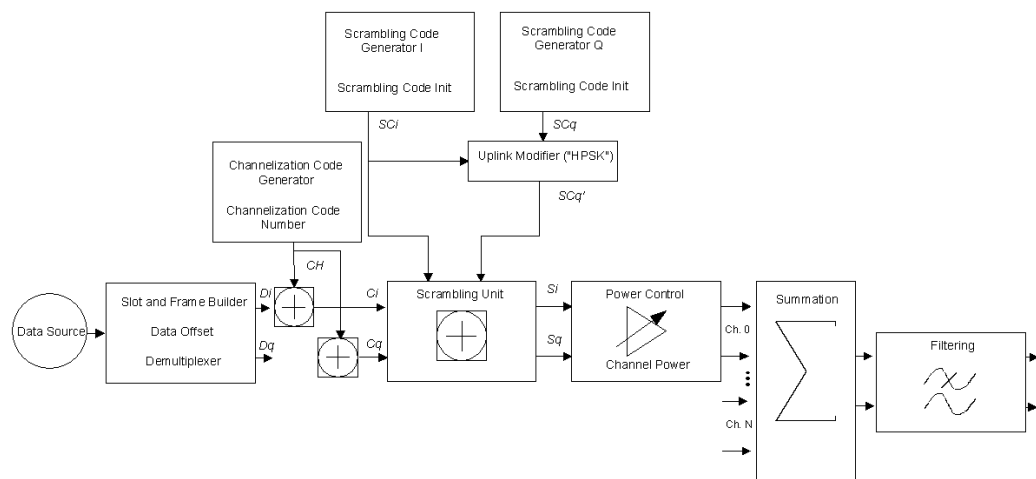 Scrambling Code
Generator I
Scrambling Code Init
Scrambling Code
Generator Q
Scrambling Code Init
SCi
SCq
Uplink Modifier ("HPSK")
SCq'
Channelization Code
Generator
Channelization Code
Number
CH
Data Source
Slot and Frame Builder
Data Offset
Demultiplexer
Di
Dq
Ci
Cq
Scrambling Unit
Si
Sq
Power Control
Channel Power
Ch. 0
Ch. N
Summation
Filtering